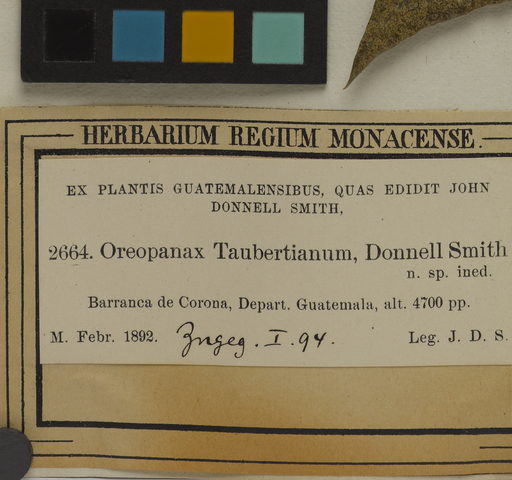 HERBARIUM REGIUM MONACENSE.
EX PLANTIS GUATEMALENSIBUS, QUAS EDIDIT JOHN
DONNELL SMITH,
2664. Oreopanax Taubertianum, Donnell Smith
n. sp. ined.
Barranca de Corona, Depart. Guatemala, alt. 4700 pp.
M. Febr. 1892. Zugeg. I. 94. Leg. J. D. S.